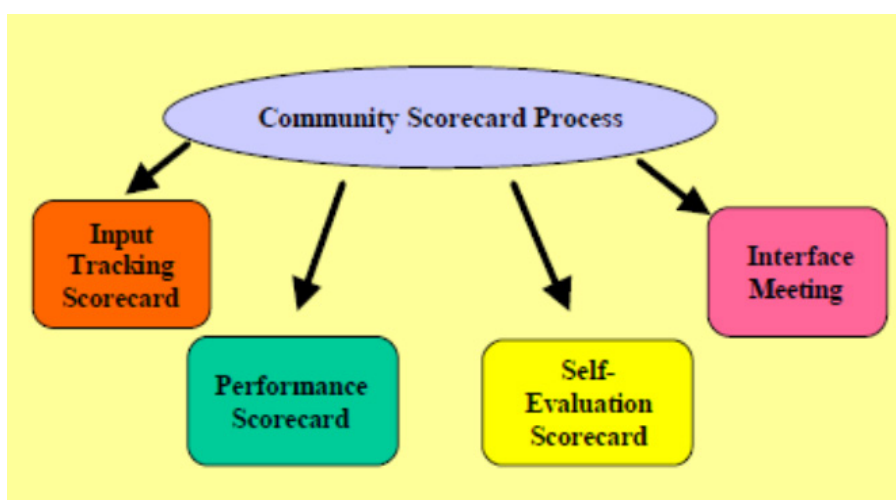 Community Scorecard Process
Input
Tracking
Scorecard
Performance
Scorecard
Self-
Evaluation
Scorecard
Interface
Meeting